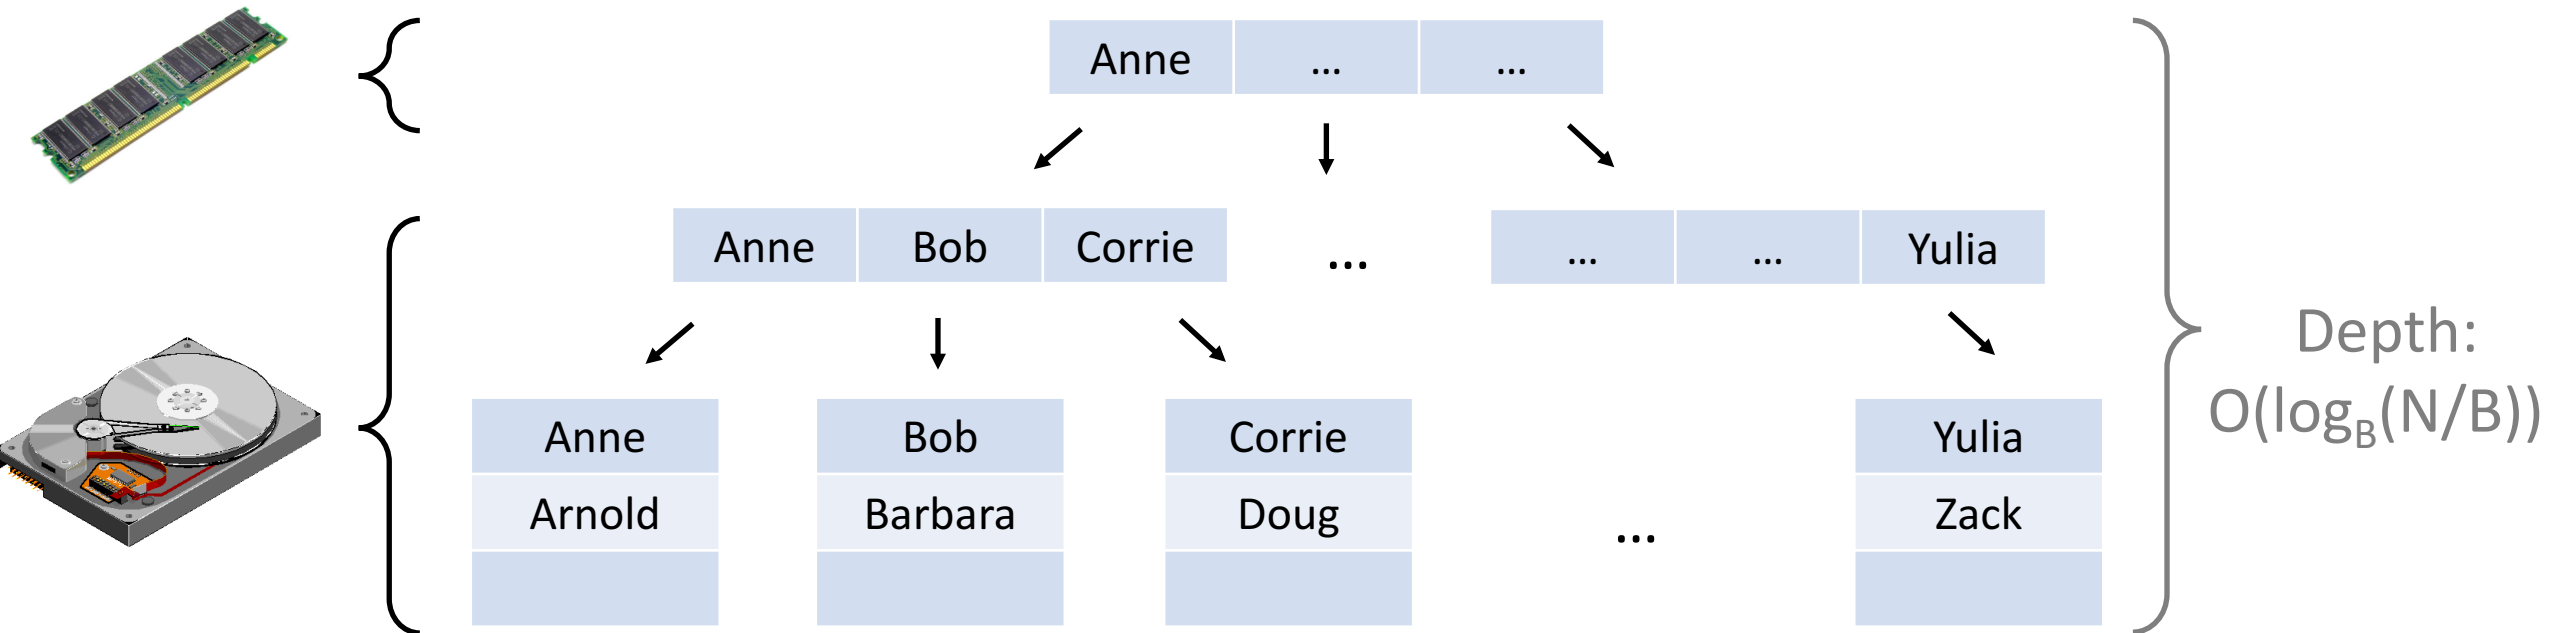 Anne … …
Anne Bob Corrie … … … Yulia
Anne Bob Corrie Yulia
Arnold Barbara Doug … Zack
Depth:
O(log_B(N/B))